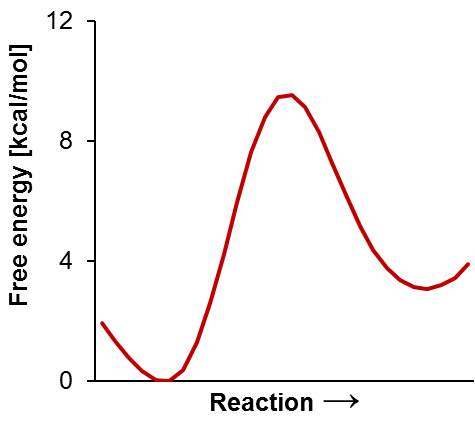 12
8
4
0
Free energy [kcal/mol]
Reaction →